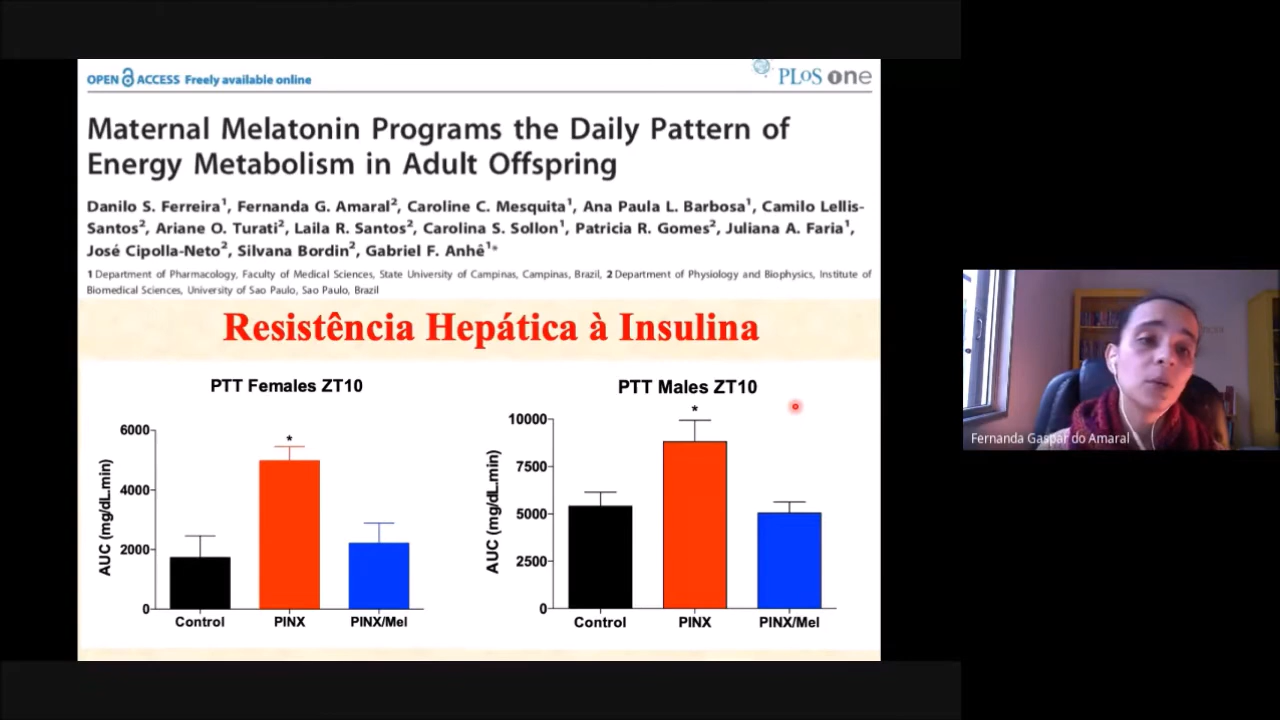 OPEN ACCESS Freely available online
PLoS one
Maternal Melatonin Programs the Daily Pattern of
Energy Metabolism in Adult Offspring
Danilo S. Ferreira1, Fernanda G. Amaral2, Caroline C. Mesquita1, Ana Paula L. Barbosa1, Camilo Lellis-
Santos2, Ariane O. Turati2, Laila R. Santos2, Carolina S. Sollon1, Patricia R. Gomes2, Juliana A. Faria1,
José Cipolla-Neto2, Silvana Bordin2, Gabriel F. Anhê1*
1 Department of Pharmacology, Faculty of Medical Sciences, State University of Campinas, Campinas, Brazil, 2 Department of Physiology and Biophysics, Institute of
Biomedical Sciences, University of Sao Paulo, Sao Paulo, Brazil
Resistência Hepática à Insulina
PTT Females ZT10
AUC (mg/dL.min)
6000
4000
2000
0
*
Control PINX PINX/Mel
PTT Males ZT10
AUC (mg/dL.min)
10000
7500
5000
2500
0
*
Control PINX PINX/Mel
Fernanda Gaspar do Amaral